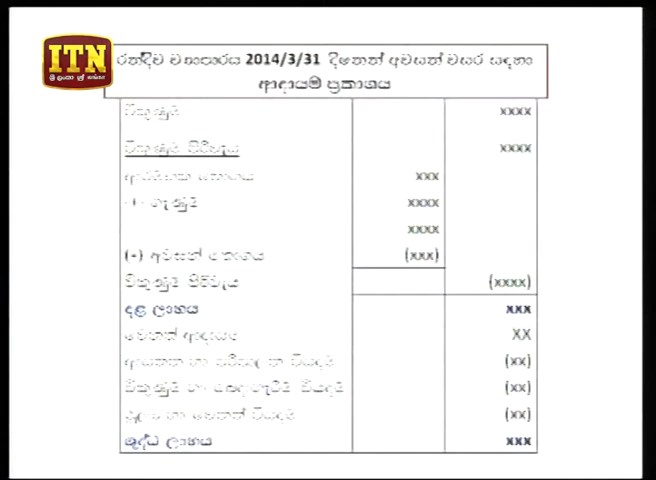 ITN
ශ්‍රී ලංකා
රන්දිව ව්‍යාපාරය 2014/3/31 දිනෙන් අවසන් වසර සඳහා
ආදායම් ප්‍රකාශය
විකුණුම් xxxx
විකුණුම් පිරිවැය xxxx
ආරම්භක තොගය xxx
(+) ගැණුම් xxxx
xxxx
(-) අවසන් තොගය (xxx)
විකුණුම් පිරිවැය (xxxx)
දළ ලාභය xxx
වෙනත් ආදායම් XX
ආයතන හා පරිපාලන වියදම් (xx)
විකුණුම් හා බෙදාහැරීම් වියදම් (xx)
මූල්‍ය හා වෙනත් වියදම් (xx)
ශුද්ධ ලාභය xxx